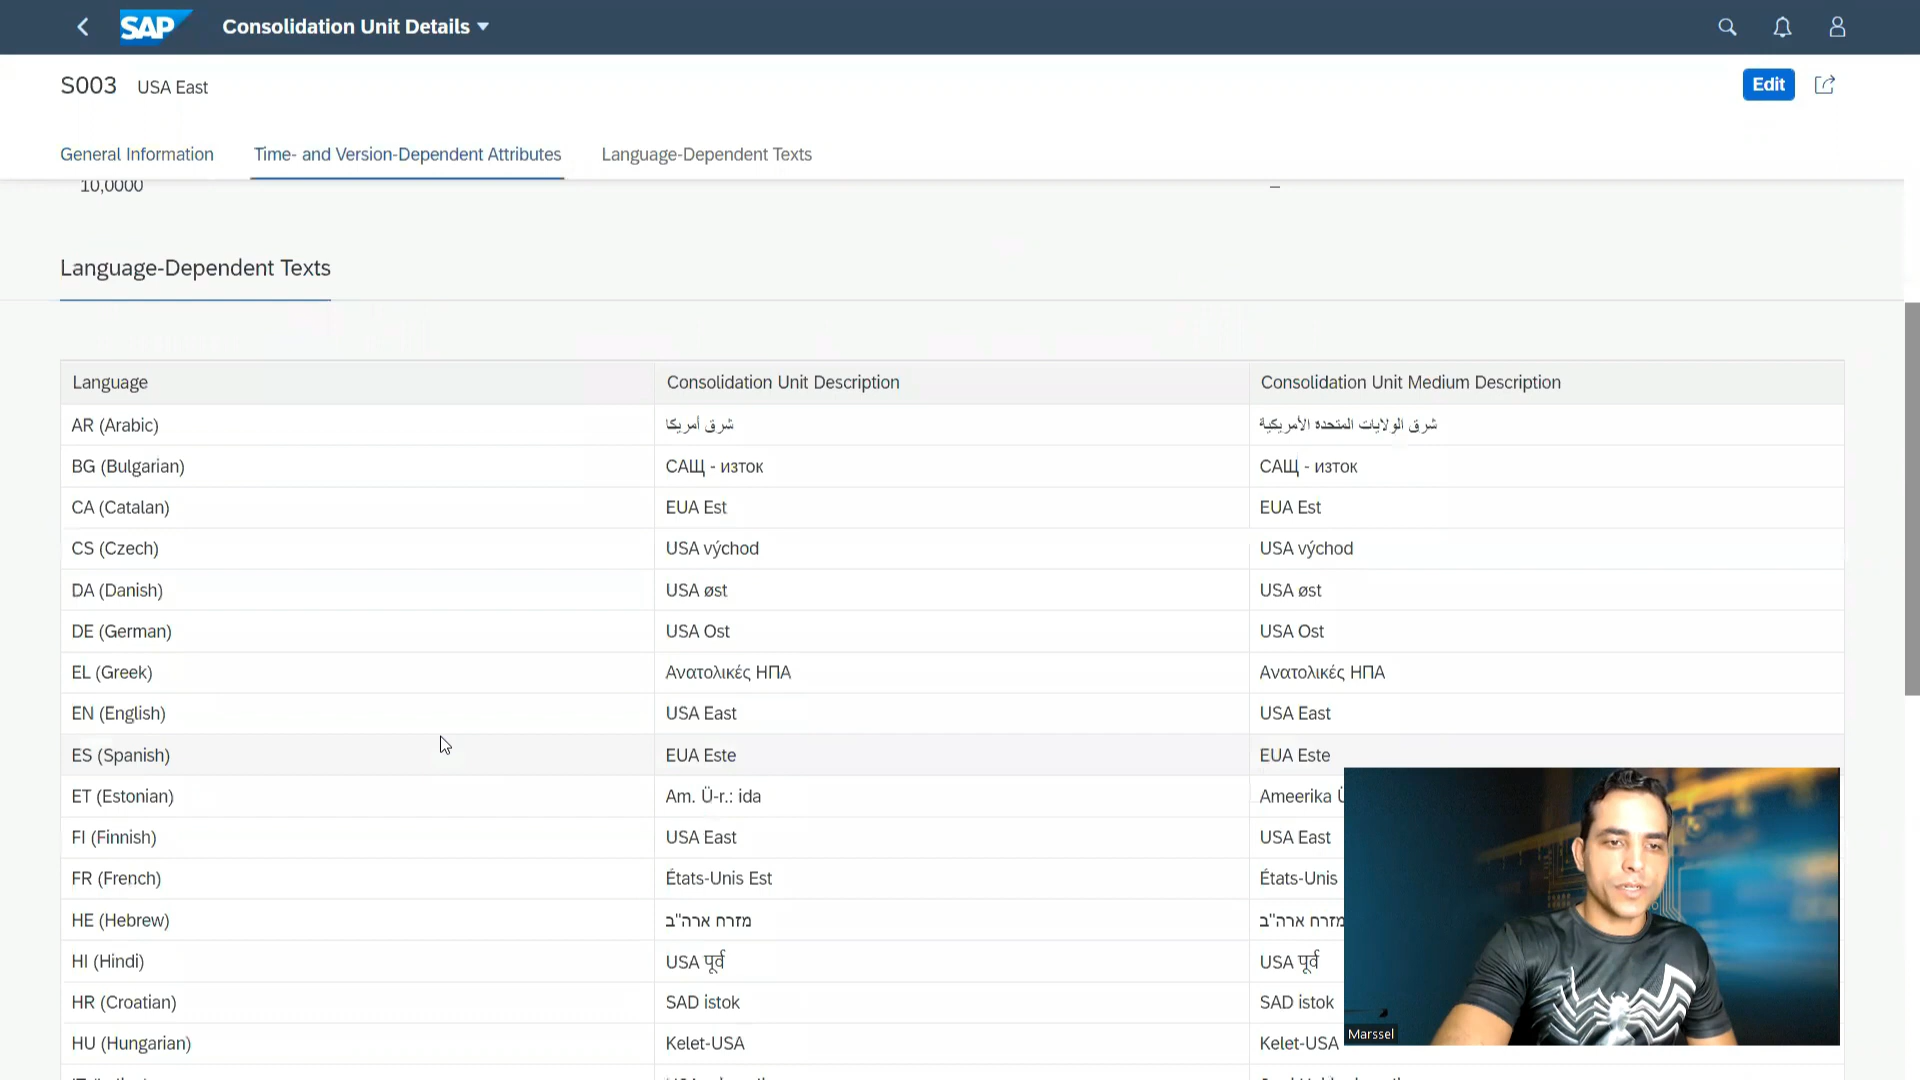 SAP Consolidation Unit Details
S003 USA East
Edit
General Information Time- and Version-Dependent Attributes Language-Dependent Texts
10,0000 –
Language-Dependent Texts
Language Consolidation Unit Description Consolidation Unit Medium Description
AR (Arabic) شرق أمريكا شرق الولايات المتحدة الأمريكية
BG (Bulgarian) САЩ - изток САЩ - изток
CA (Catalan) EUA Est EUA Est
CS (Czech) USA východ USA východ
DA (Danish) USA øst USA øst
DE (German) USA Ost USA Ost
EL (Greek) Ανατολικές ΗΠΑ Ανατολικές ΗΠΑ
EN (English) USA East USA East
ES (Spanish) EUA Este EUA Este
ET (Estonian) Am. Ü-r.: ida Ameerika
FI (Finnish) USA East USA East
FR (French) États-Unis Est États-Unis
HE (Hebrew) מזרח ארה"ב מזרח ארה"ב
HI (Hindi) USA पूर्व USA पूर्व
HR (Croatian) SAD istok SAD istok
HU (Hungarian) Kelet-USA Kelet-USA
Marssel